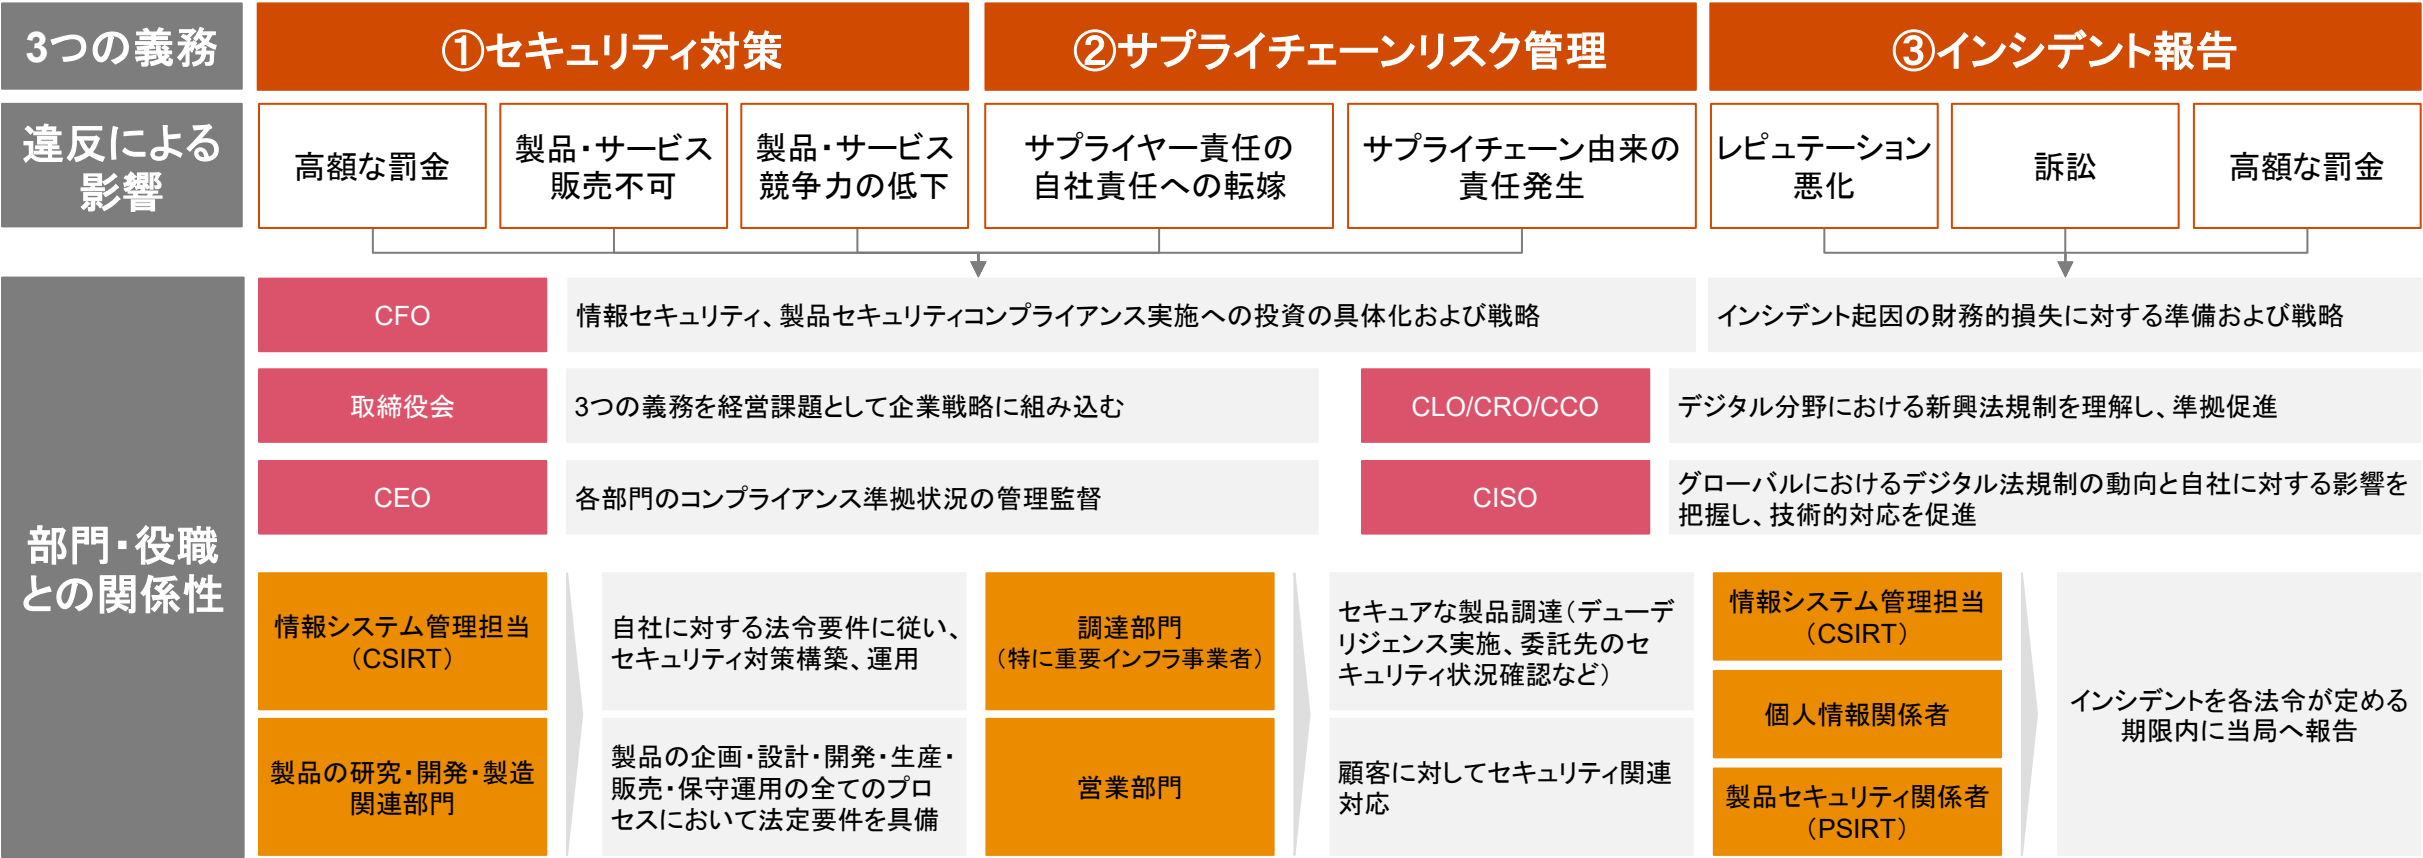 3つの義務
①セキュリティ対策
②サプライチェーンリスク管理
③インシデント報告
違反による
影響
高額な罰金
製品・サービス
販売不可
製品・サービス
競争力の低下
サプライヤー責任の
自社責任への転嫁
サプライチェーン由来の
責任発生
レピュテーション
悪化
訴訟
高額な罰金
部門・役職
との関係性
CFO
情報セキュリティ、製品セキュリティコンプライアンス実施への投資の具体化および戦略
インシデント起因の財務的損失に対する準備および戦略
取締役会
3つの義務を経営課題として企業戦略に組み込む
CLO/CRO/CCO
デジタル分野における新興法規制を理解し、準拠促進
CEO
各部門のコンプライアンス準拠状況の管理監督
CISO
グローバルにおけるデジタル法規制の動向と自社に対する影響を
把握し、技術的対応を促進
情報システム管理担当
（CSIRT）
自社に対する法令要件に従い、
セキュリティ対策構築、運用
製品の研究・開発・製造
関連部門
製品の企画・設計・開発・生産・
販売・保守運用の全てのプロ
セスにおいて法定要件を具備
調達部門
（特に重要インフラ事業者）
セキュアな製品調達（デューデ
リジェンス実施、委託先のセ
キュリティ状況確認など）
営業部門
顧客に対してセキュリティ関連
対応
情報システム管理担当
（CSIRT）
個人情報関係者
製品セキュリティ関係者
（PSIRT）
インシデントを各法令が定める
期限内に当局へ報告